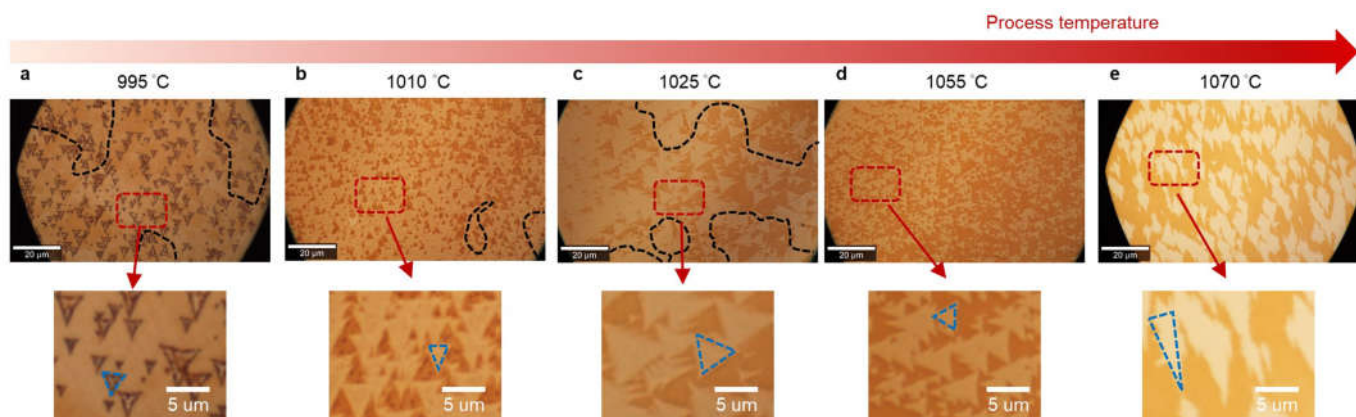 Process temperature
a 995 °C
b 1010 °C
c 1025 °C
d 1055 °C
e 1070 °C
20 µm
20 µm
20 µm
20 µm
20 µm
5 um
5 um
5 um
5 um
5 um